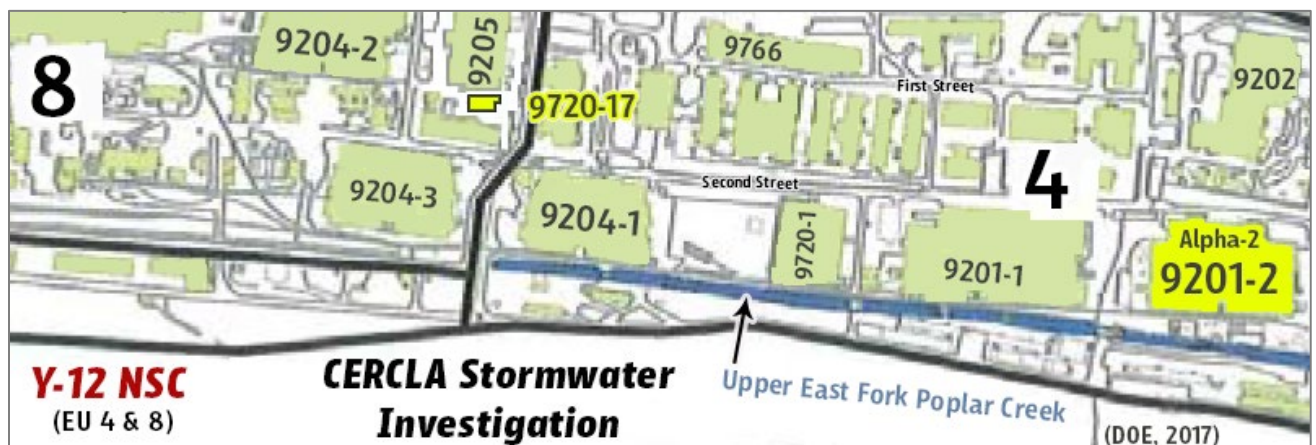 9204-2
9205
9766
First Street
9202
8
9720-17
Second Street
4
9204-3
9204-1
9720-1
9201-1
Alpha-2
9201-2
Y-12 NSC
(EU 4 & 8)
CERCLA Stormwater
Investigation
Upper East Fork Poplar Creek
(DOE, 2017)